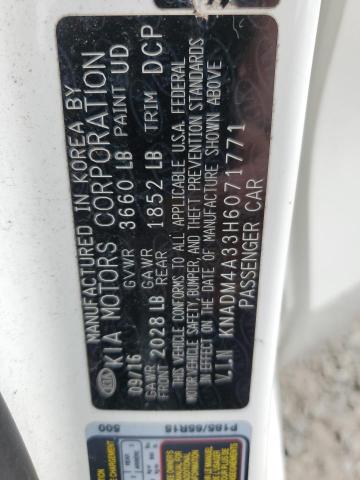 MANUFACTURED IN KOREA BY
KIA MOTORS CORPORATION
09/16 GVWR 3660 LB PAINT UD
GAWR FRONT 2028 LB GAWR REAR 1852 LB TRIM DCP
THIS VEHICLE CONFORMS TO ALL APPLICABLE U.S.A. FEDERAL
MOTOR VEHICLE SAFETY BUMPER, AND THEFT PREVENTION STANDARDS
IN EFFECT ON THE DATE OF MANUFACTURE SHOWN ABOVE
V.I.N KNADM4A33H6071771
PASSENGER CAR
500 P185/65R15